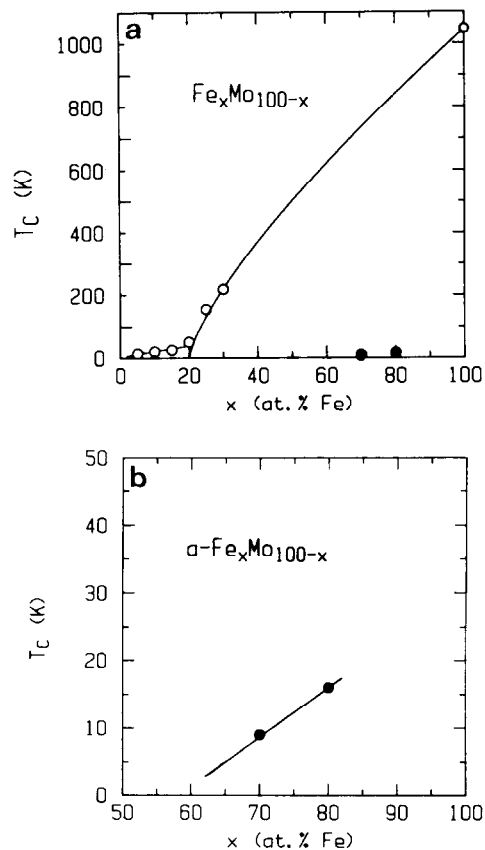 a
1000
800
600
400
200
0
T_C (K)
Fe_xMo_100-x
0 20 40 60 80 100
x (at.% Fe)
b
50
40
30
20
10
0
T_C (K)
a-Fe_xMo_100-x
50 60 70 80 90 100
x (at.% Fe)